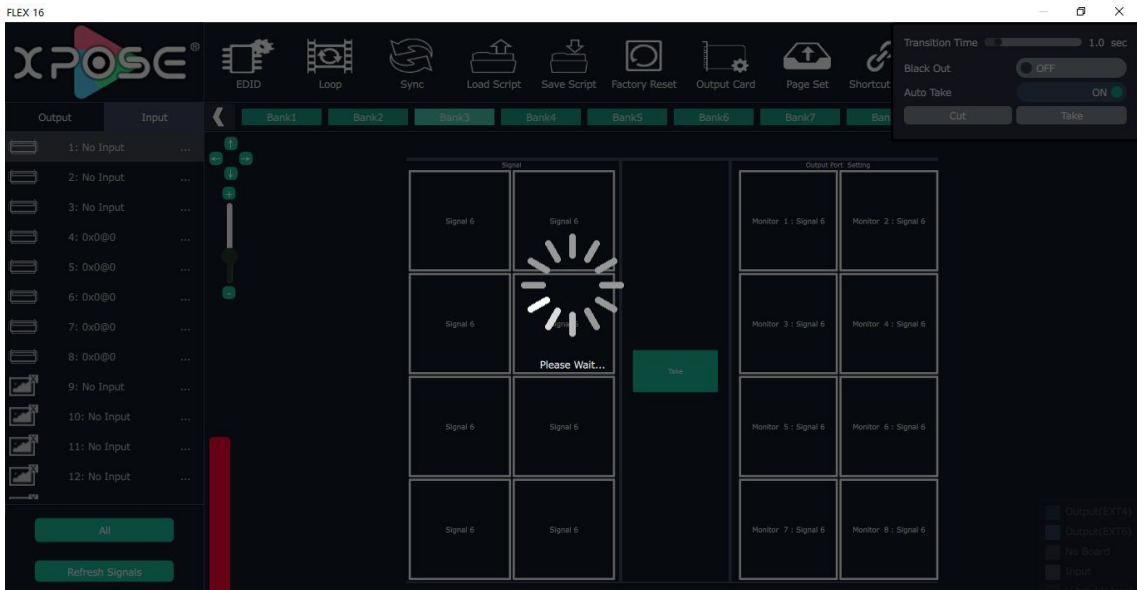 FLEX 16
XPOSE®
EDID
Loop
Sync
Load Script
Save Script
Factory Reset
Output Card
Page Set
Shortcut
Transition Time 1.0 sec
Black Out OFF
Auto Take ON
Cut Take
Output Input
Bank1 Bank2 Bank3 Bank4 Bank5 Bank6 Bank7 Ban
1: No Input ...
2: No Input ...
3: No Input ...
4: 0x0@0 ...
5: 0x0@0 ...
6: 0x0@0 ...
7: 0x0@0 ...
8: 0x0@0 ...
9: No Input ...
10: No Input ...
11: No Input ...
12: No Input ...
All
Refresh Signals
Signal
Signal 6 Signal 6
Signal 6
Signal 6 Signal 6
Signal 6 Signal 6
Please Wait...
Take
Output Port Setting
Monitor 1 : Signal 6 Monitor 2 : Signal 6
Monitor 3 : Signal 6 Monitor 4 : Signal 6
Monitor 5 : Signal 6 Monitor 6 : Signal 6
Monitor 7 : Signal 6 Monitor 8 : Signal 6
Output(EXTA)
Output(EXTB)
No Board
Input